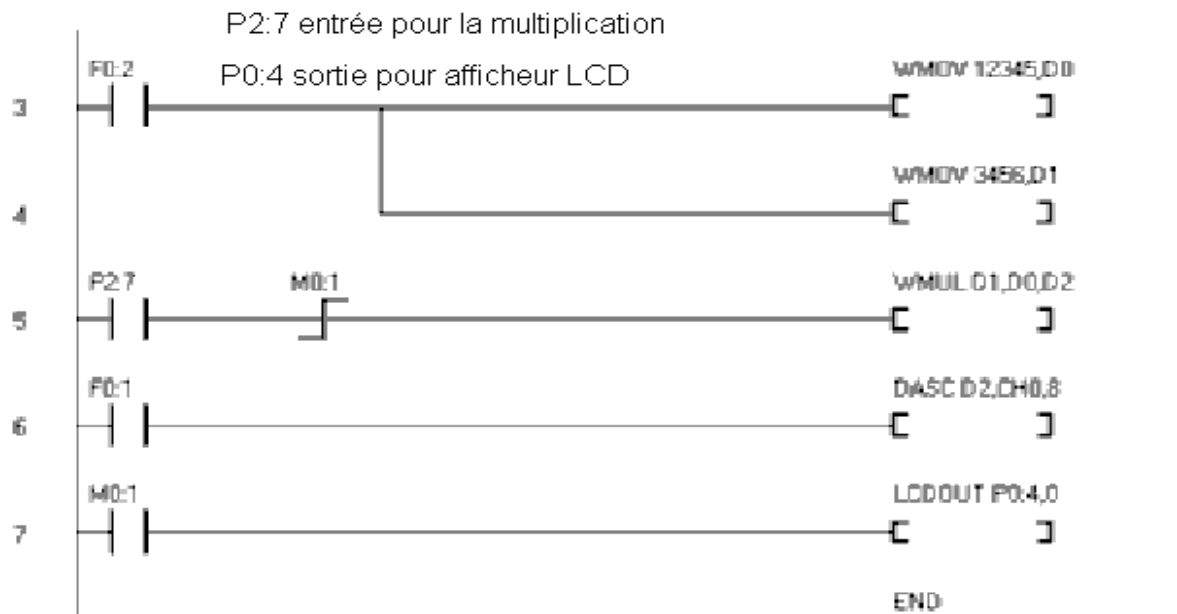 P2:7 entrée pour la multiplication
F0:2
P0:4 sortie pour afficheur LCD
WMOV 12345,D0
3
WMOV 3456,D1
4
P2:7
M0:1
WMUL D1,D0,D2
5
F0:1
DASC D2,CH0,8
6
M0:1
LCDOUT P0:4,0
7
END